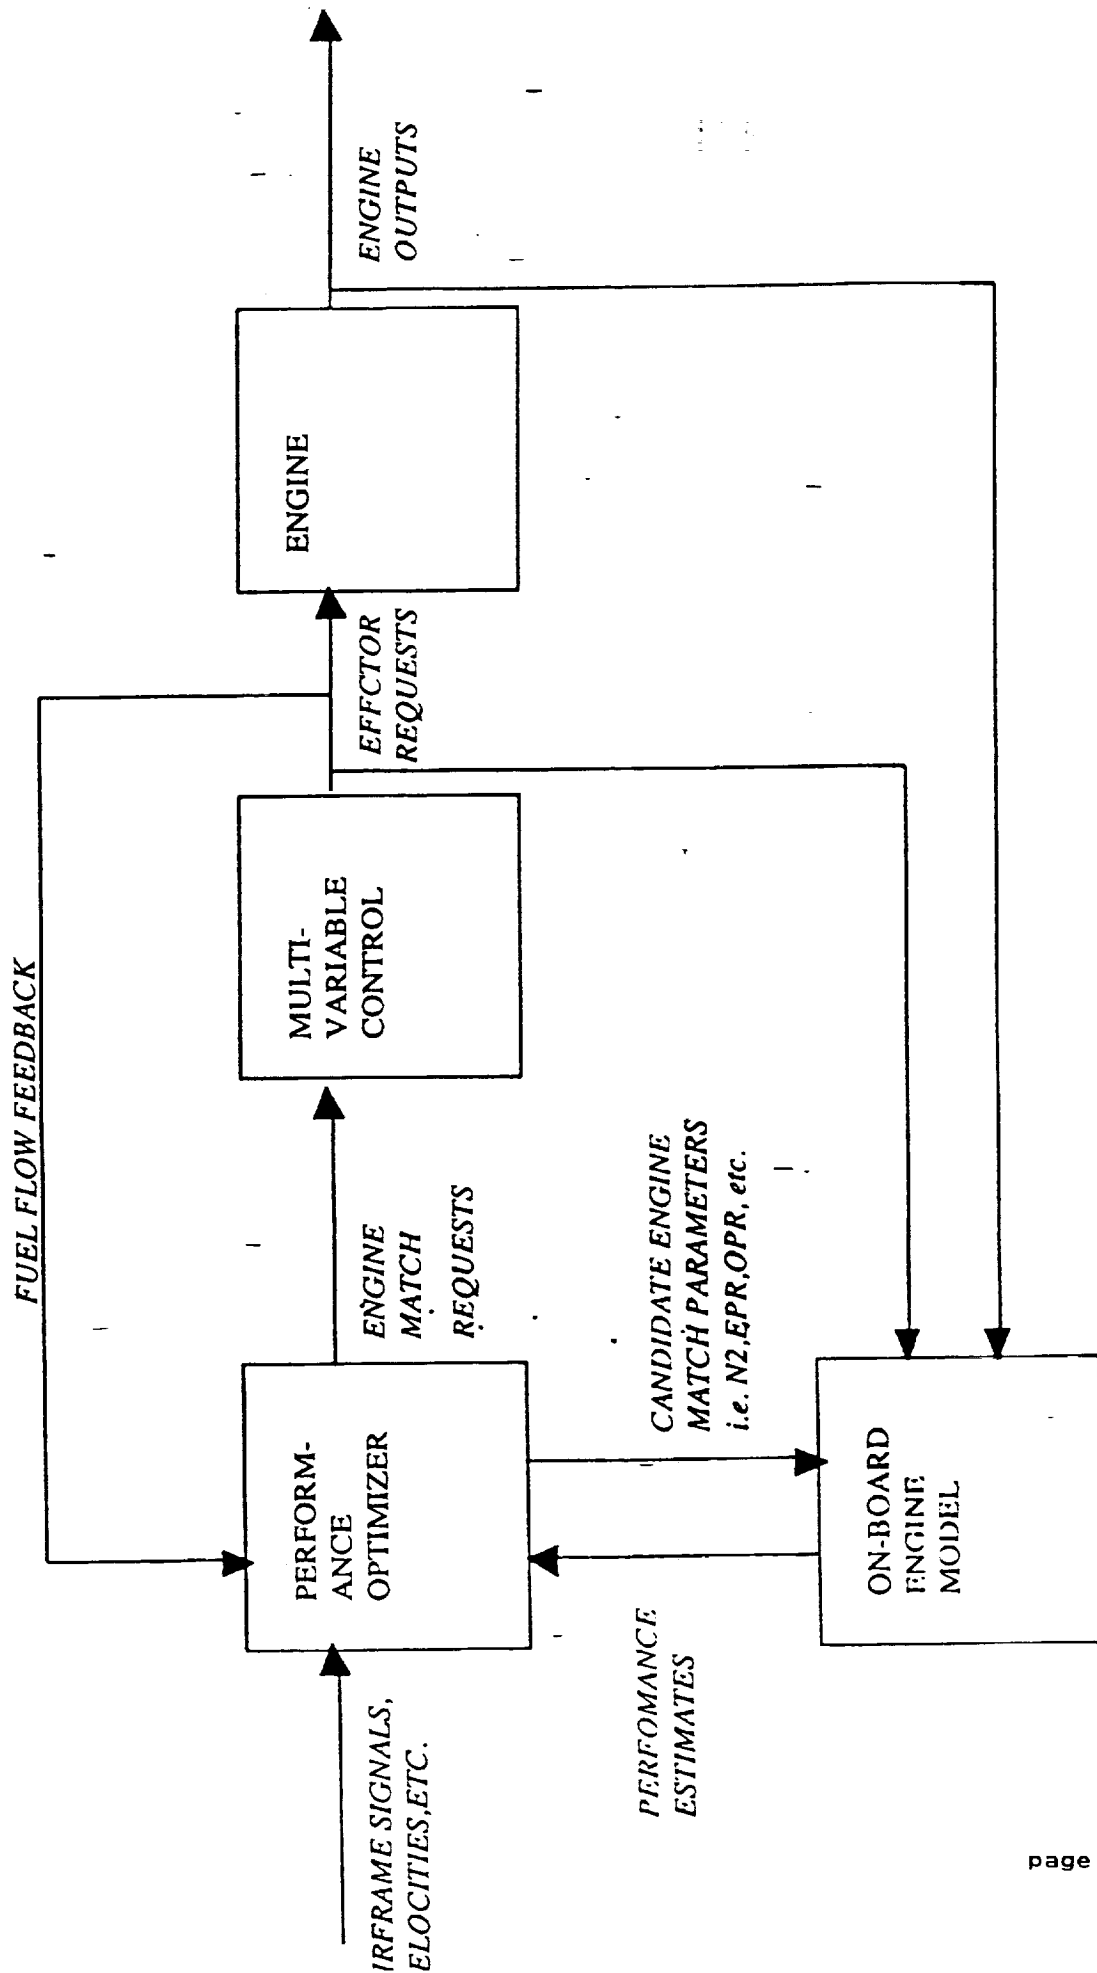 FUEL FLOW FEEDBACK
IRFRAME SIGNALS,
ELOCITIES,ETC.
PERFORM-
ANCE
OPTIMIZER
ENGINE
MATCH
REQUESTS
MULTI-
VARIABLE
CONTROL
EFFCTOR
REQUESTS
ENGINE
ENGINE
OUTPUTS
PERFOMANCE
ESTIMATES
CANDIDATE ENGINE
MATCH PARAMETERS
i.e. N2,EPR,OPR, etc.
ON-BOARD
ENGINE
MODEL
page